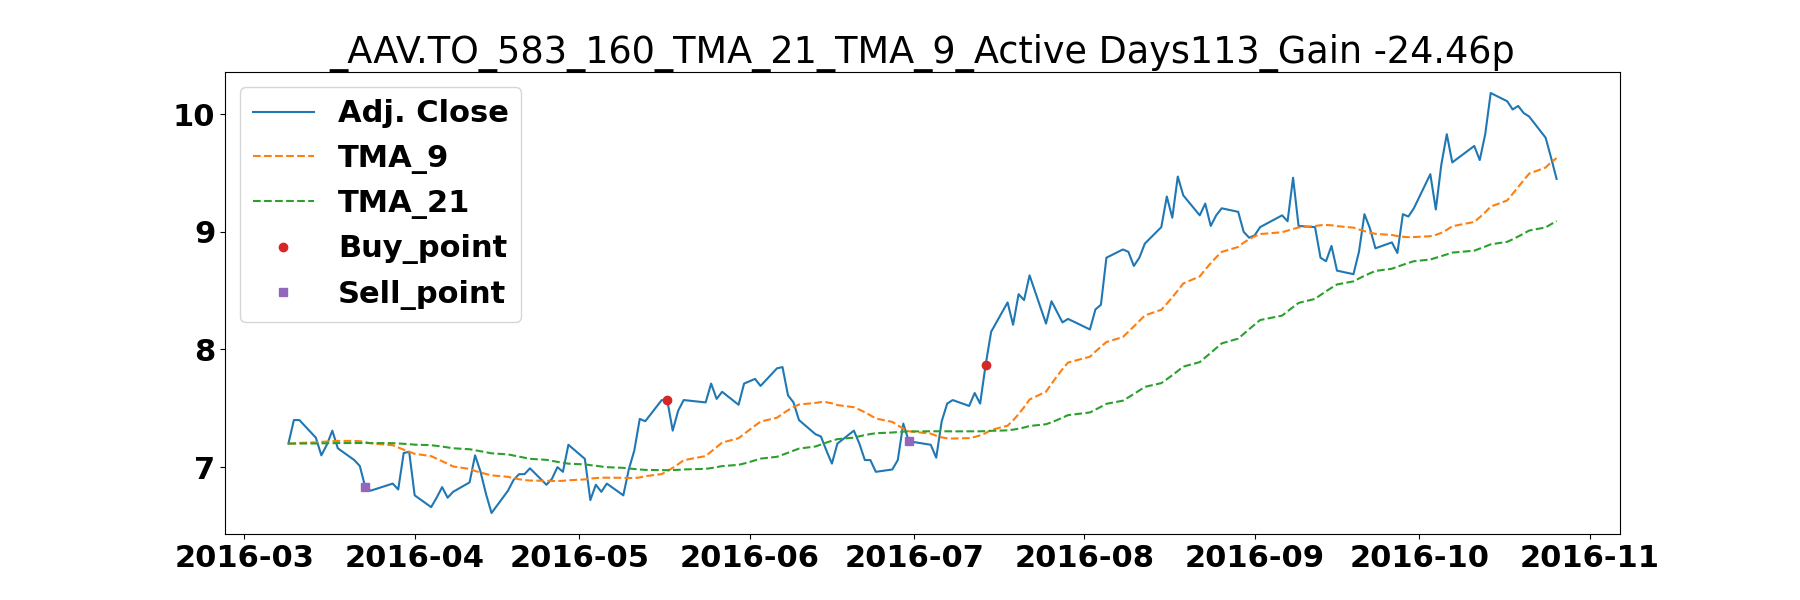 _AAV.TO_583_160_TMA_21_TMA_9_Active Days113_Gain -24.46p
Adj. Close
TMA_9
TMA_21
Buy_point
Sell_point
10
9
8
7
2016-03 2016-04 2016-05 2016-06 2016-07 2016-08 2016-09 2016-10 2016-11